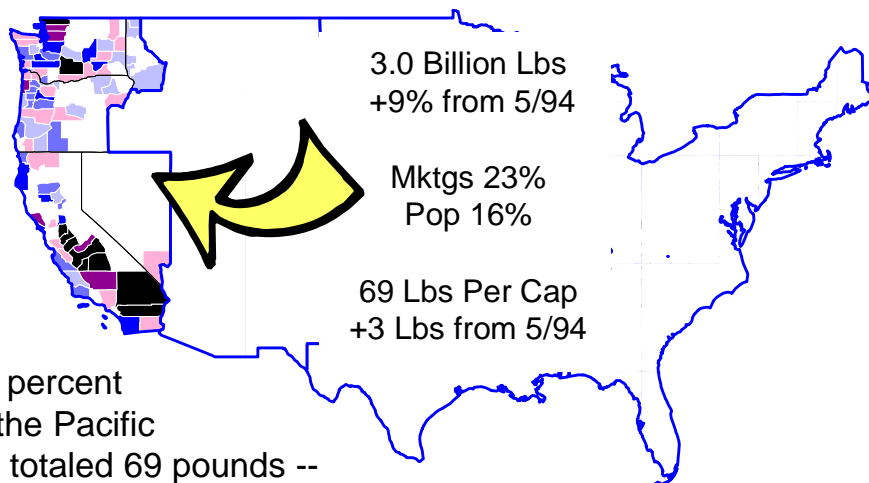 3.0 Billion Lbs
+9% from 5/94
Mktgs 23%
Pop 16%
69 Lbs Per Cap
+3 Lbs from 5/94
percent
the Pacific
totaled 69 pounds --